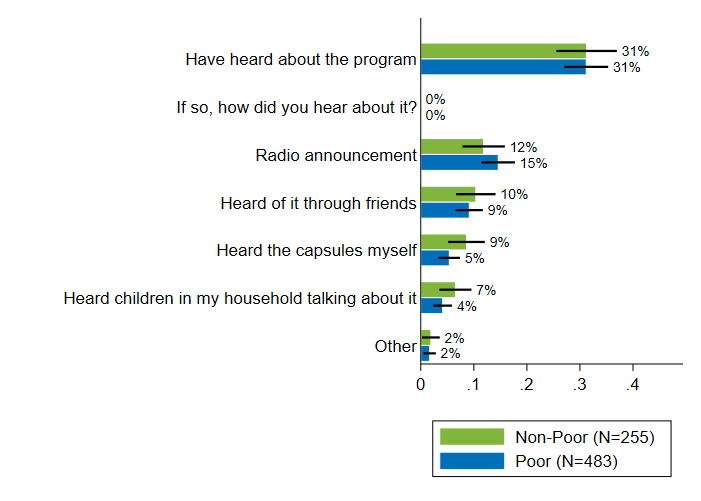 Have heard about the program
31%
31%
If so, how did you hear about it?
0%
0%
Radio announcement
12%
15%
Heard of it through friends
10%
9%
Heard the capsules myself
9%
5%
Heard children in my household talking about it
7%
4%
Other
2%
2%
0 .1 .2 .3 .4
Non-Poor (N=255)
Poor (N=483)